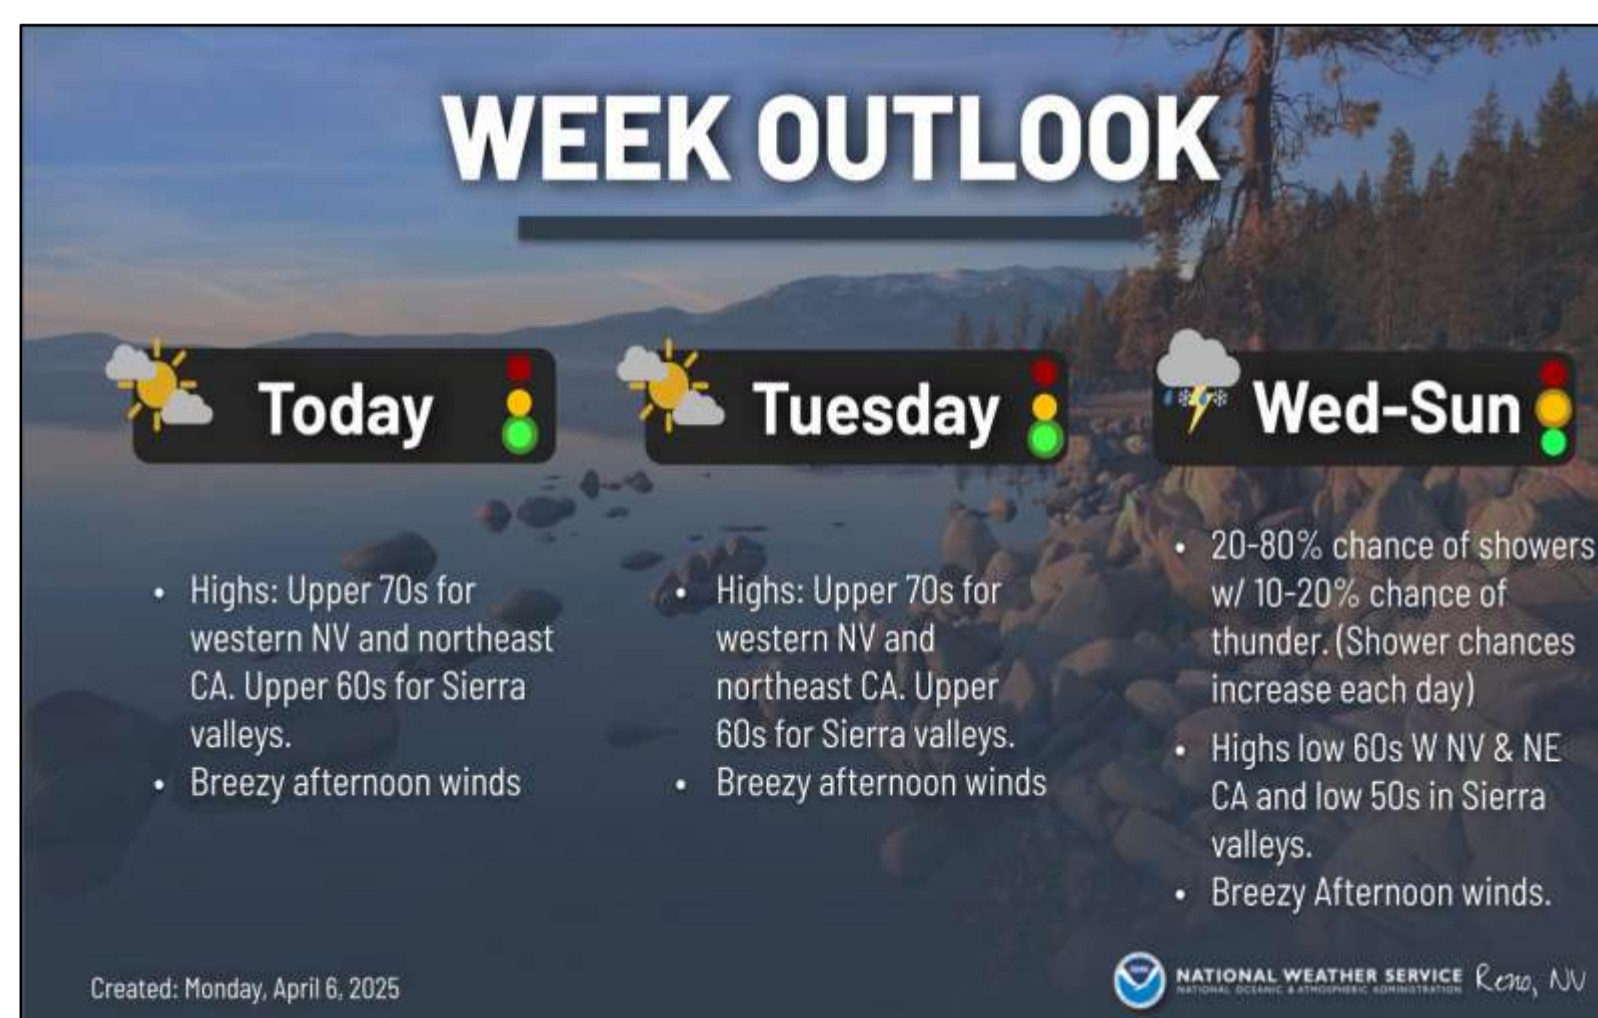 WEEK OUTLOOK
Today
• Highs: Upper 70s for
western NV and northeast
CA. Upper 60s for Sierra
valleys.
• Breezy afternoon winds
Tuesday
• Highs: Upper 70s for
western NV and
northeast CA. Upper
60s for Sierra valleys.
• Breezy afternoon winds
Wed-Sun
• 20-80% chance of showers
w/ 10-20% chance of
thunder. (Shower chances
increase each day)
• Highs low 60s W NV & NE
CA and low 50s in Sierra
valleys.
• Breezy Afternoon winds.
Created: Monday, April 6, 2025
NATIONAL WEATHER SERVICE
NATIONAL OCEANIC & ATMOSPHERIC ADMINISTRATION
Reno, NV